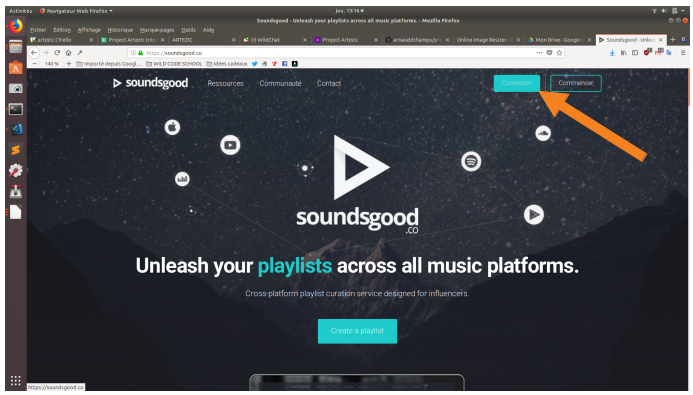 Activités Navigateur Web Firefox jeu. 13:16
Soundsgood - Unleash your playlists across all music platforms. - Mozilla Firefox
Fichier Édition Affichage Historique Marque-pages Outils Aide
artezic | Trello Project Artezic ARTEZIC WildChat Project Artezic Online Image Resizer Mon Drive - Google Soundsgood - Unlea
https://soundsgood.co
140 % Importé depuis Googl... WILD CODE SCHOOL Idées cadeaux
soundsgood Ressources Communauté Contact Connexion Commencer
soundsgood
.co
Unleash your playlists across all music platforms.
Cross-platform playlist curation service designed for influencers.
Create a playlist
https://soundsgood.co